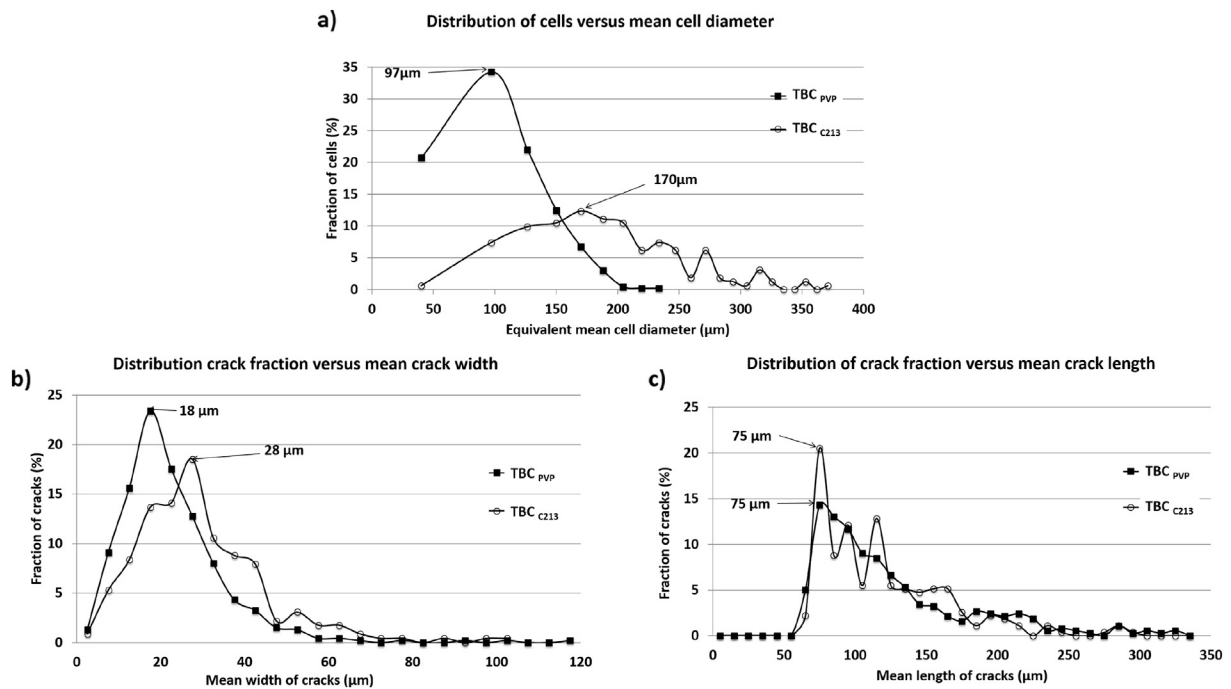 a)
Distribution of cells versus mean cell diameter
35
30
25
20
15
10
5
0
Fraction of cells (%)
97µm
170µm
TBC PVP
TBC C213
0 50 100 150 200 250 300 350 400
Equivalent mean cell diameter (µm)
b)
Distribution crack fraction versus mean crack width
25
20
15
10
5
0
Fraction of cracks (%)
18 µm
28 µm
TBC PVP
TBC C213
0 20 40 60 80 100 120
Mean width of cracks (µm)
c)
Distribution of crack fraction versus mean crack length
25
20
15
10
5
0
Fraction of cracks (%)
75 µm
75 µm
TBC PVP
TBC C213
0 50 100 150 200 250 300 350
Mean length of cracks (µm)